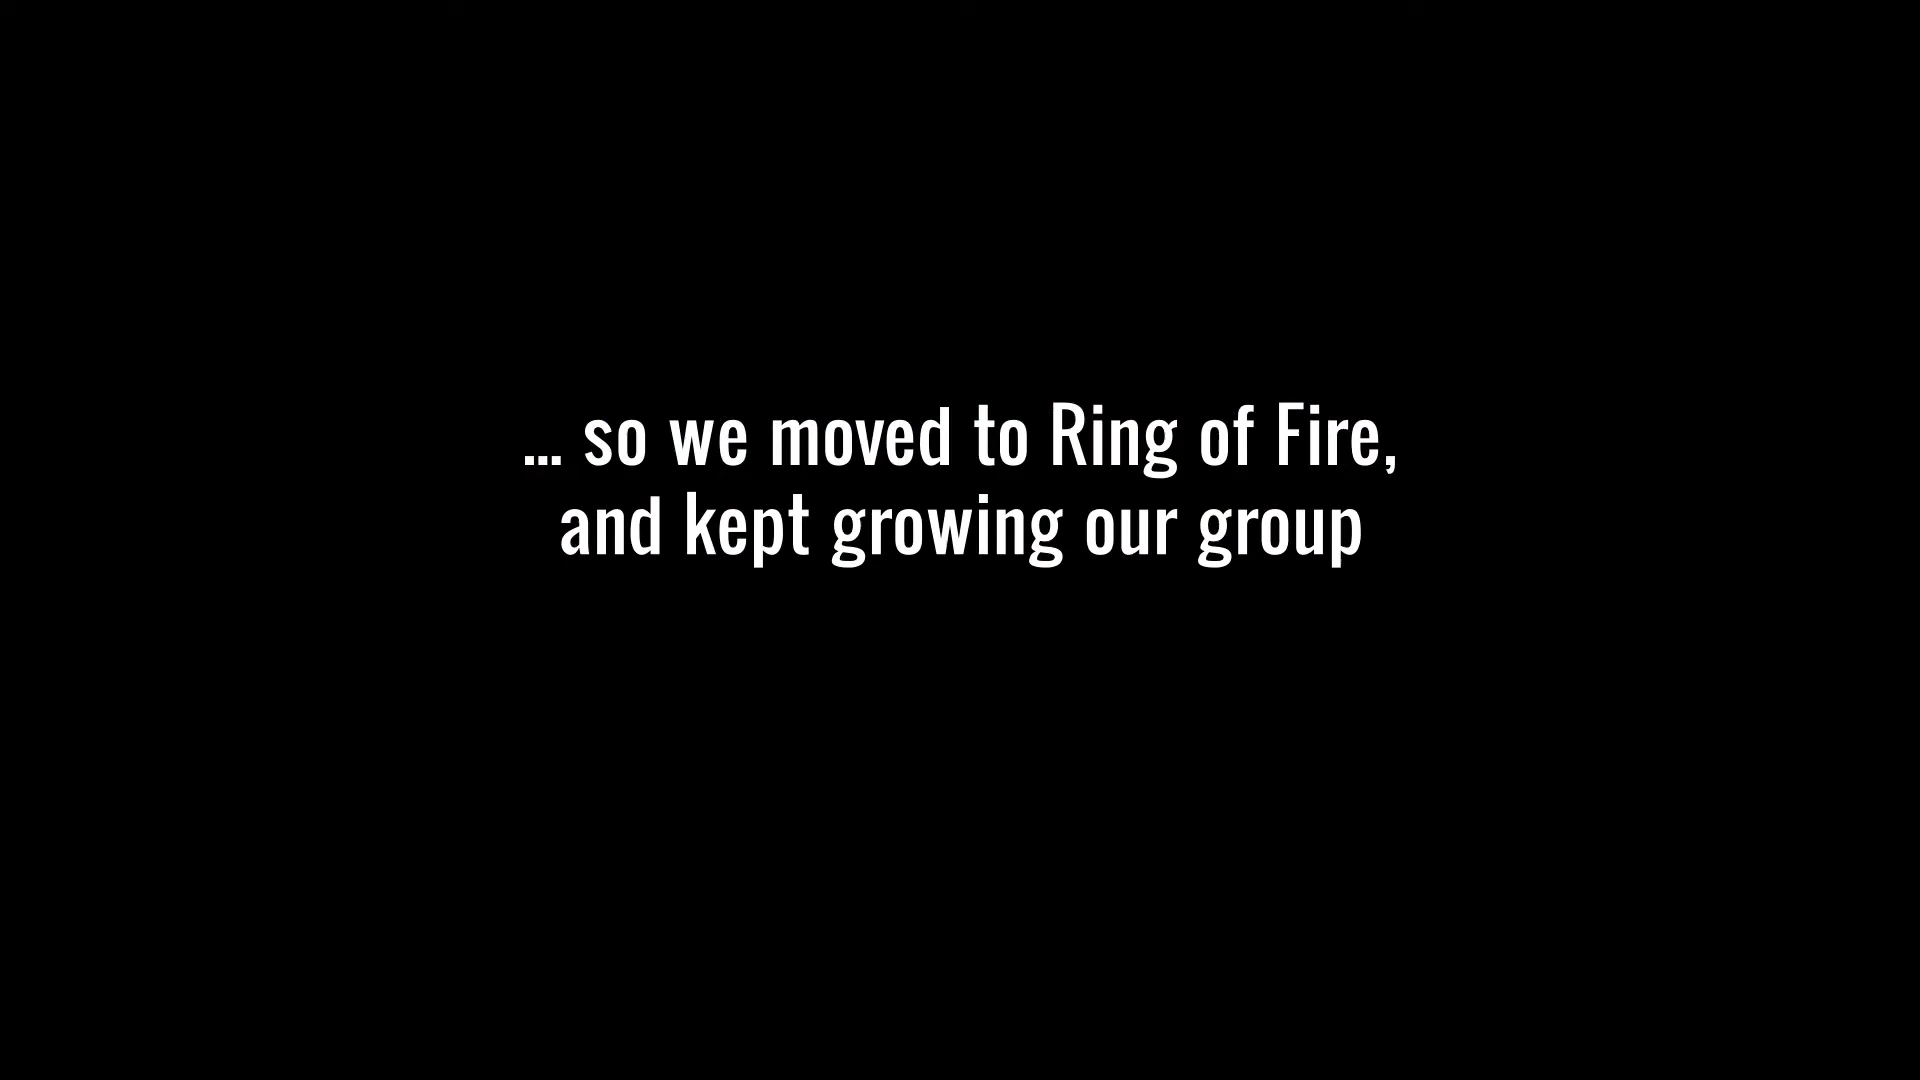 ... so we moved to Ring of Fire,
and kept growing our group